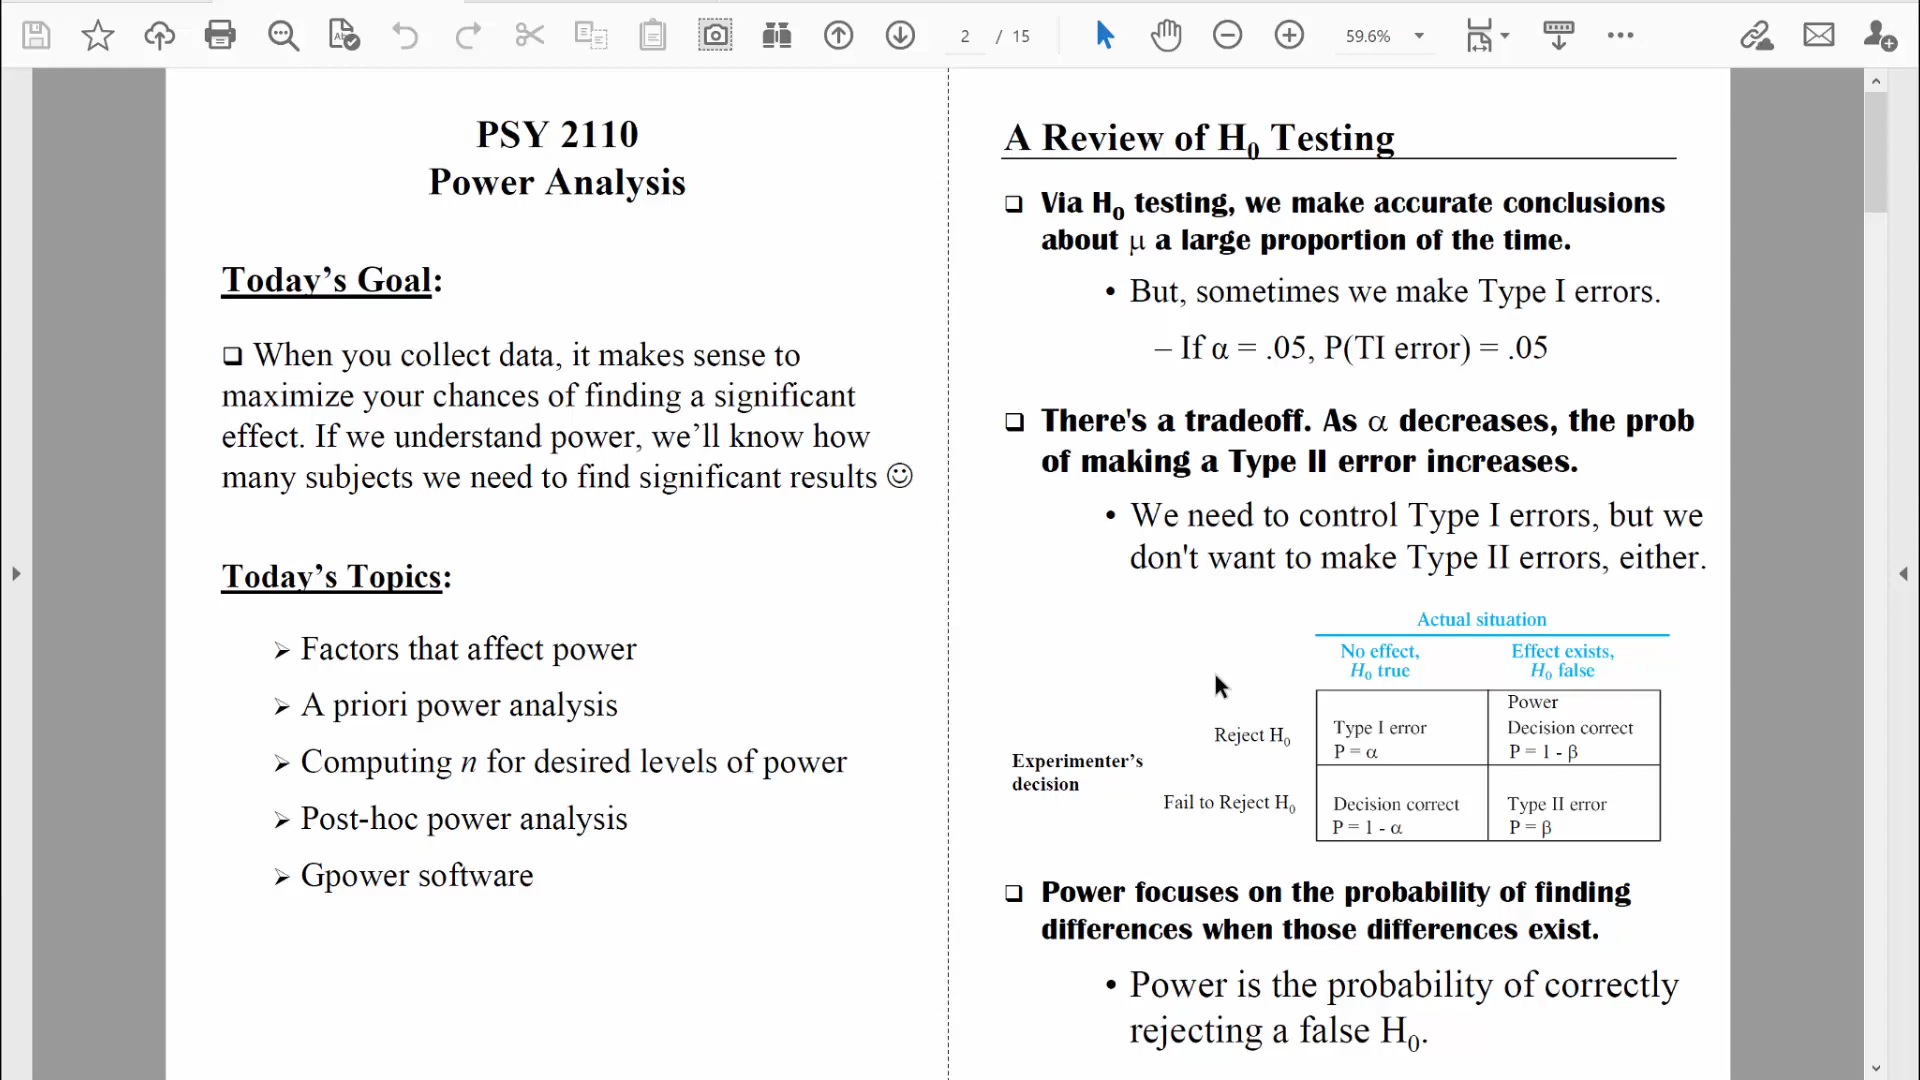 2 / 15
59.6%
PSY 2110
Power Analysis
Today’s Goal:
❑ When you collect data, it makes sense to
maximize your chances of finding a significant
effect. If we understand power, we’ll know how
many subjects we need to find significant results ☺
Today’s Topics:
➢ Factors that affect power
➢ A priori power analysis
➢ Computing n for desired levels of power
➢ Post-hoc power analysis
➢ Gpower software
A Review of H₀ Testing
❑ Via H₀ testing, we make accurate conclusions
about μ a large proportion of the time.
• But, sometimes we make Type I errors.
– If α = .05, P(TI error) = .05
❑ There's a tradeoff. As α decreases, the prob
of making a Type II error increases.
• We need to control Type I errors, but we
don't want to make Type II errors, either.
Actual situation
No effect,
H₀ true
Effect exists,
H₀ false
Experimenter’s
decision
Reject H₀
Type I error
P = α
Power
Decision correct
P = 1 - β
Fail to Reject H₀
Decision correct
P = 1 - α
Type II error
P = β
❑ Power focuses on the probability of finding
differences when those differences exist.
• Power is the probability of correctly
rejecting a false H₀.